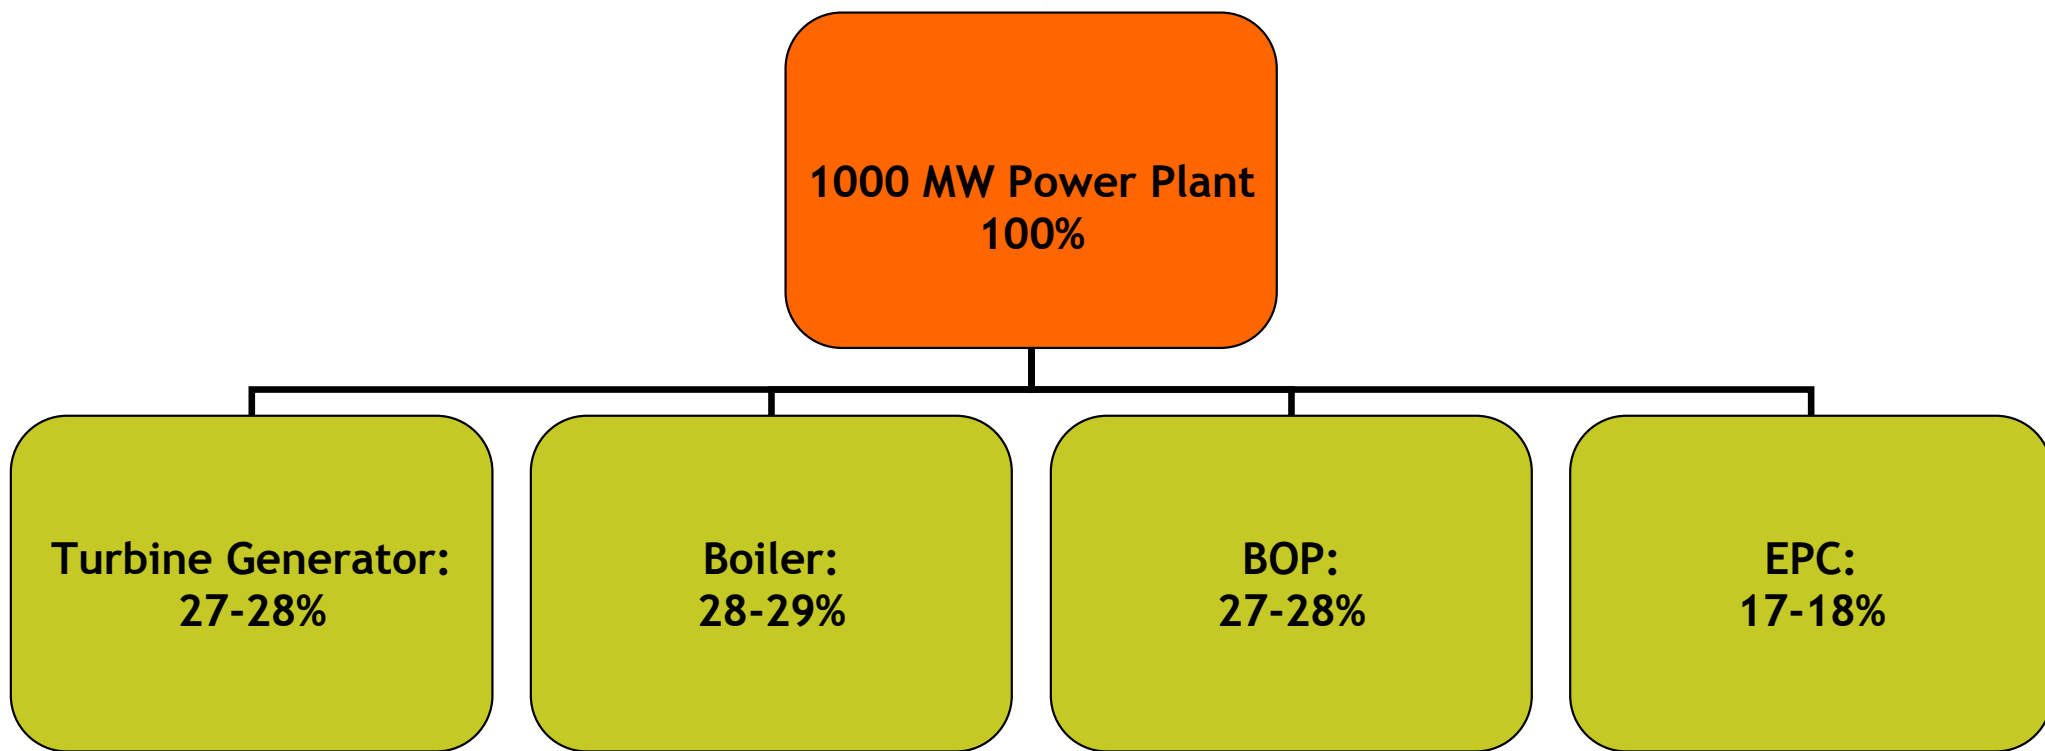 1000 MW Power Plant
100%
Turbine Generator:
27-28%
Boiler:
28-29%
BOP:
27-28%
EPC:
17-18%